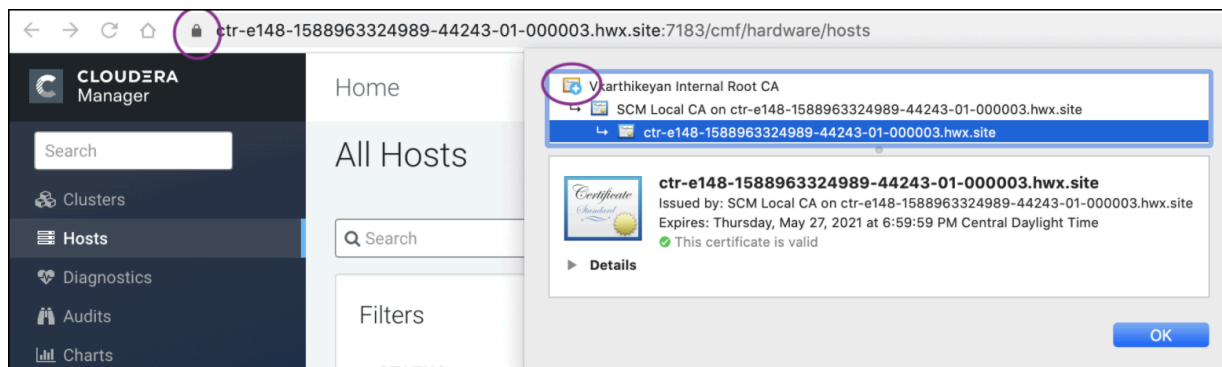 ctr-e148-1588963324989-44243-01-000003.hwx.site:7183/cmf/hardware/hosts
CLOUDERA
Manager
Search
Clusters
Hosts
Diagnostics
Audits
Charts
Home
All Hosts
Search
Filters
Vkarthikeyan Internal Root CA
SCM Local CA on ctr-e148-1588963324989-44243-01-000003.hwx.site
ctr-e148-1588963324989-44243-01-000003.hwx.site
Certificate
Standard
ctr-e148-1588963324989-44243-01-000003.hwx.site
Issued by: SCM Local CA on ctr-e148-1588963324989-44243-01-000003.hwx.site
Expires: Thursday, May 27, 2021 at 6:59:59 PM Central Daylight Time
This certificate is valid
Details
OK